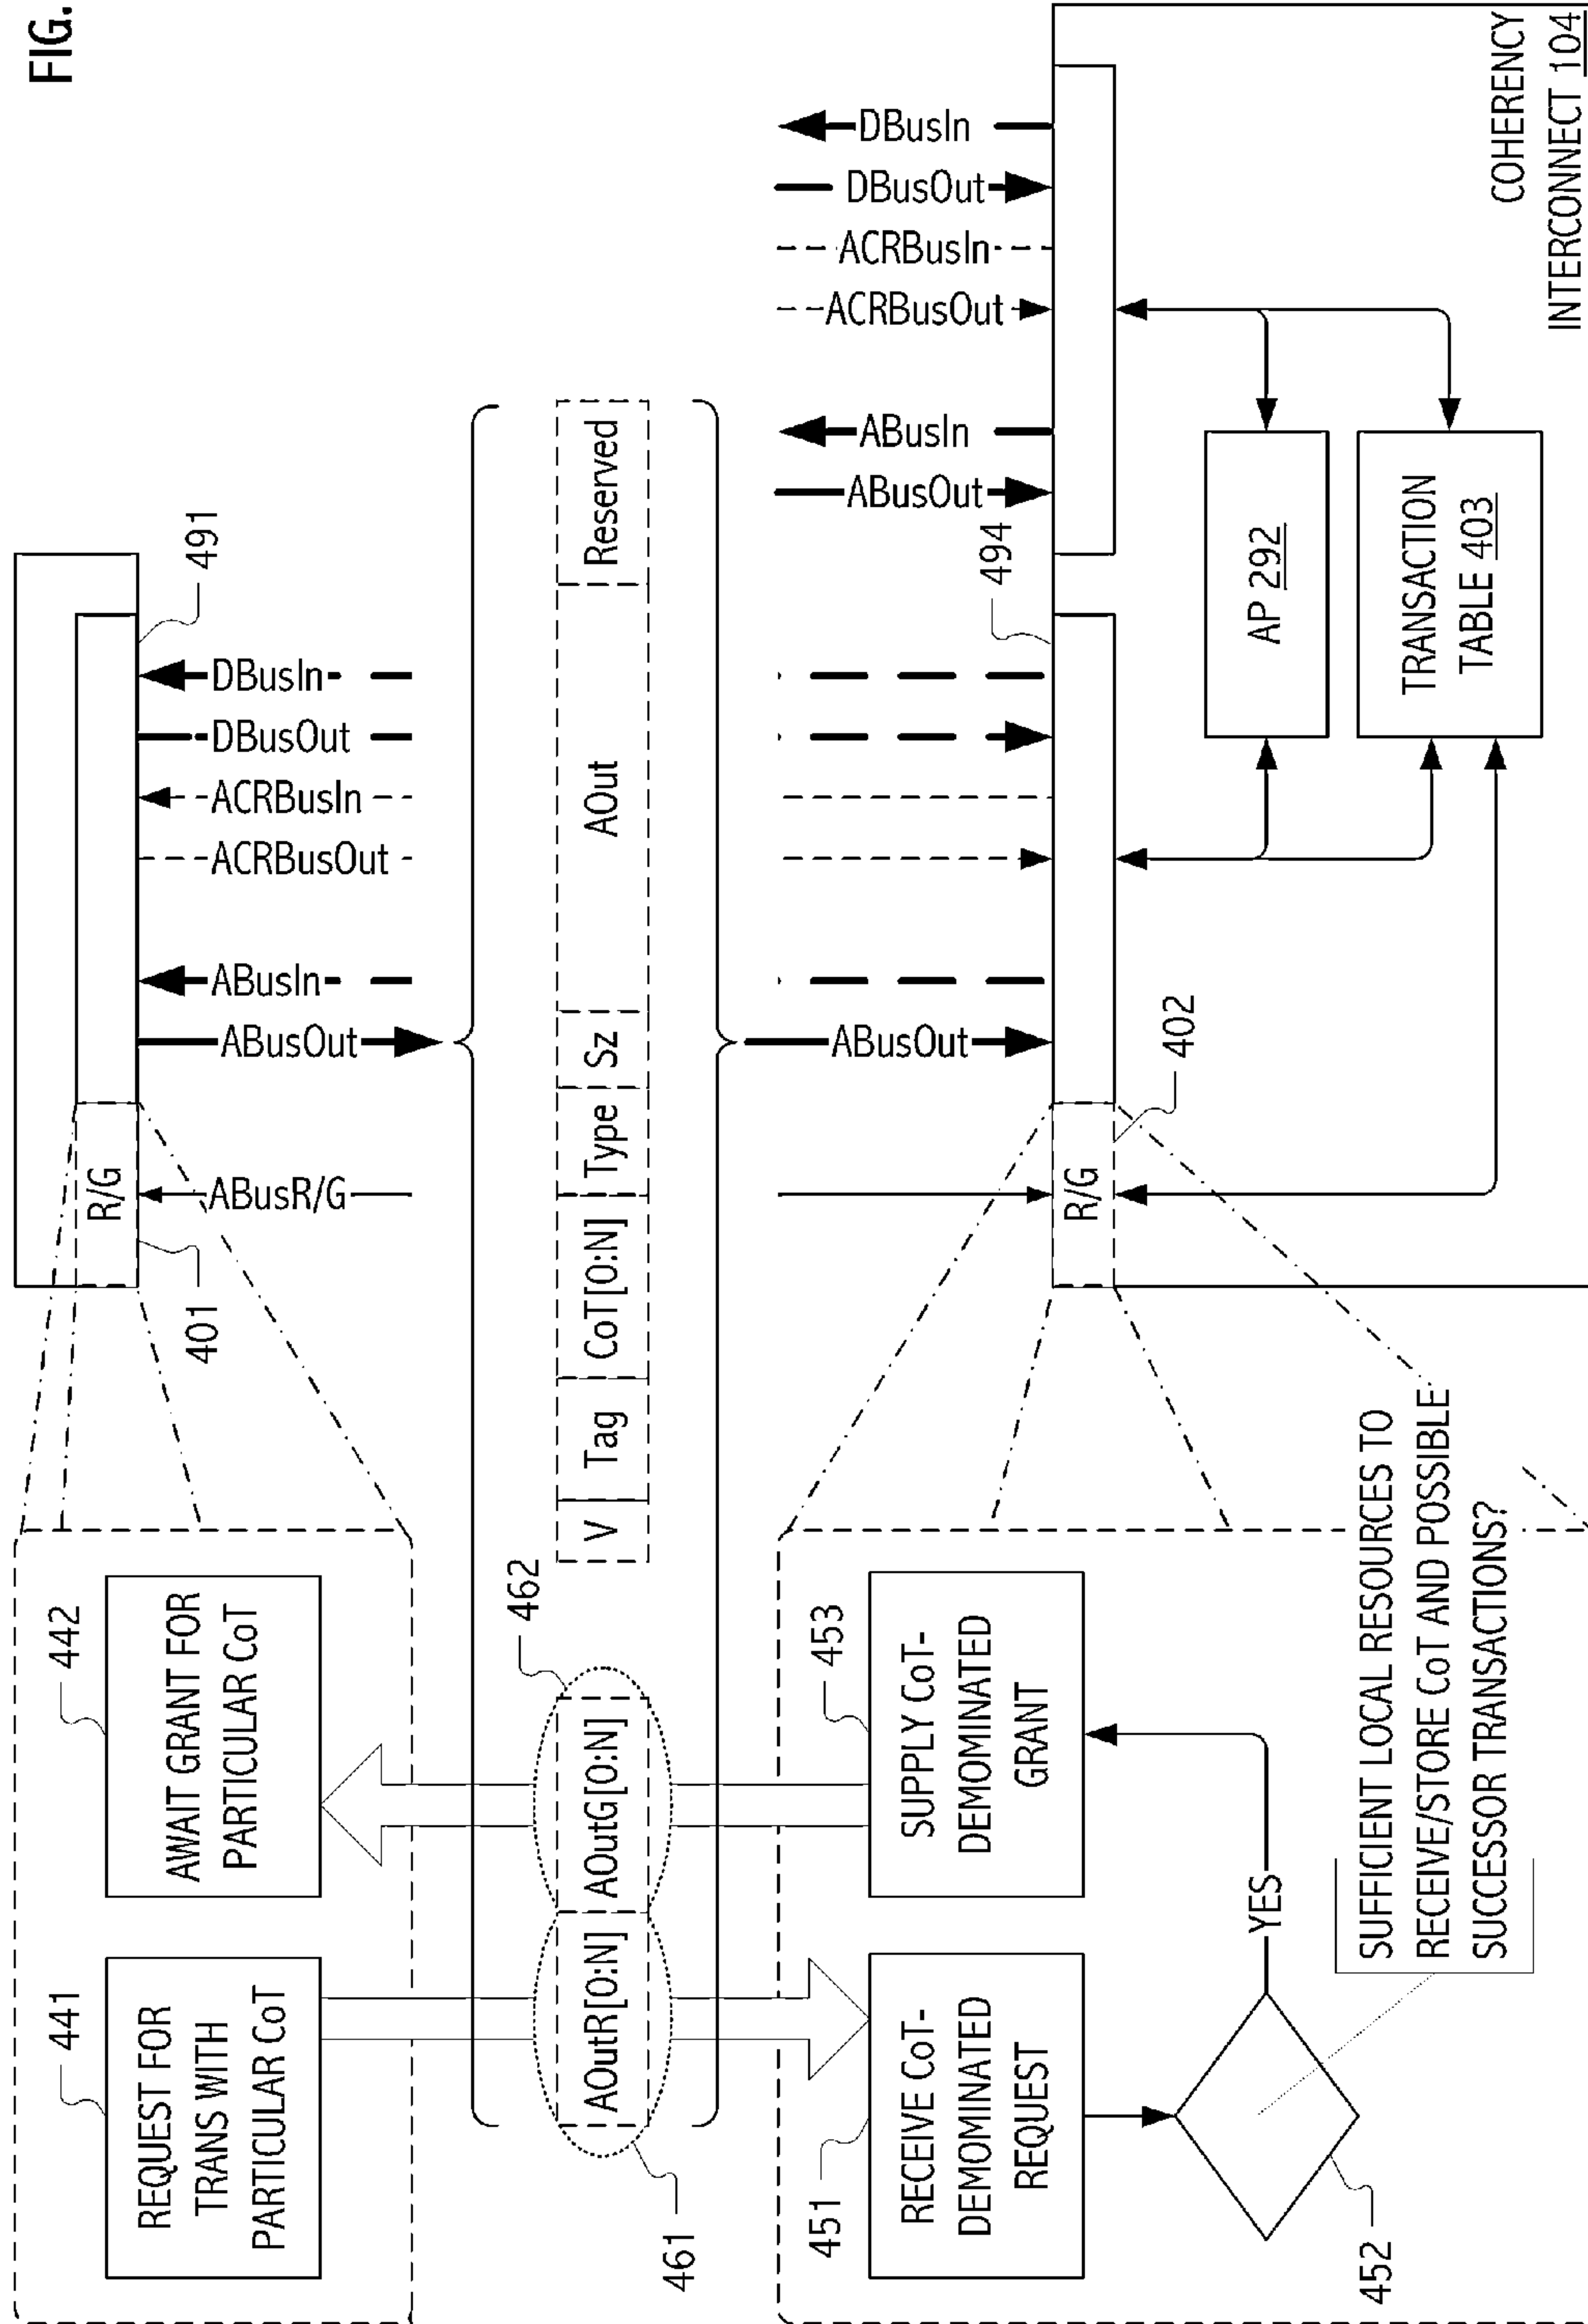 FIG.
441
REQUEST FOR
TRANS WITH
PARTICULAR CoT
442
AWAIT GRANT FOR
PARTICULAR CoT
401
R/G
491
ABusR/G
ABusOut
ABusIn
ACRBusOut
ACRBusIn
DBusOut
DBusIn
461
AOutR[0:N]
AOutG[0:N]
462
V
Tag
CoT[0:N]
Type
Sz
AOut
Reserved
451
RECEIVE CoT-
DEMOMINATED
REQUEST
453
SUPPLY CoT-
DEMOMINATED
GRANT
452
YES
SUFFICIENT LOCAL RESOURCES TO
RECEIVE/STORE CoT AND POSSIBLE
SUCCESSOR TRANSACTIONS?
ABusOut
R/G
402
494
ABusOut
ABusIn
ACRBusOut
ACRBusIn
DBusOut
DBusIn
AP 292
TRANSACTION
TABLE 403
COHERENCY
INTERCONNECT 104